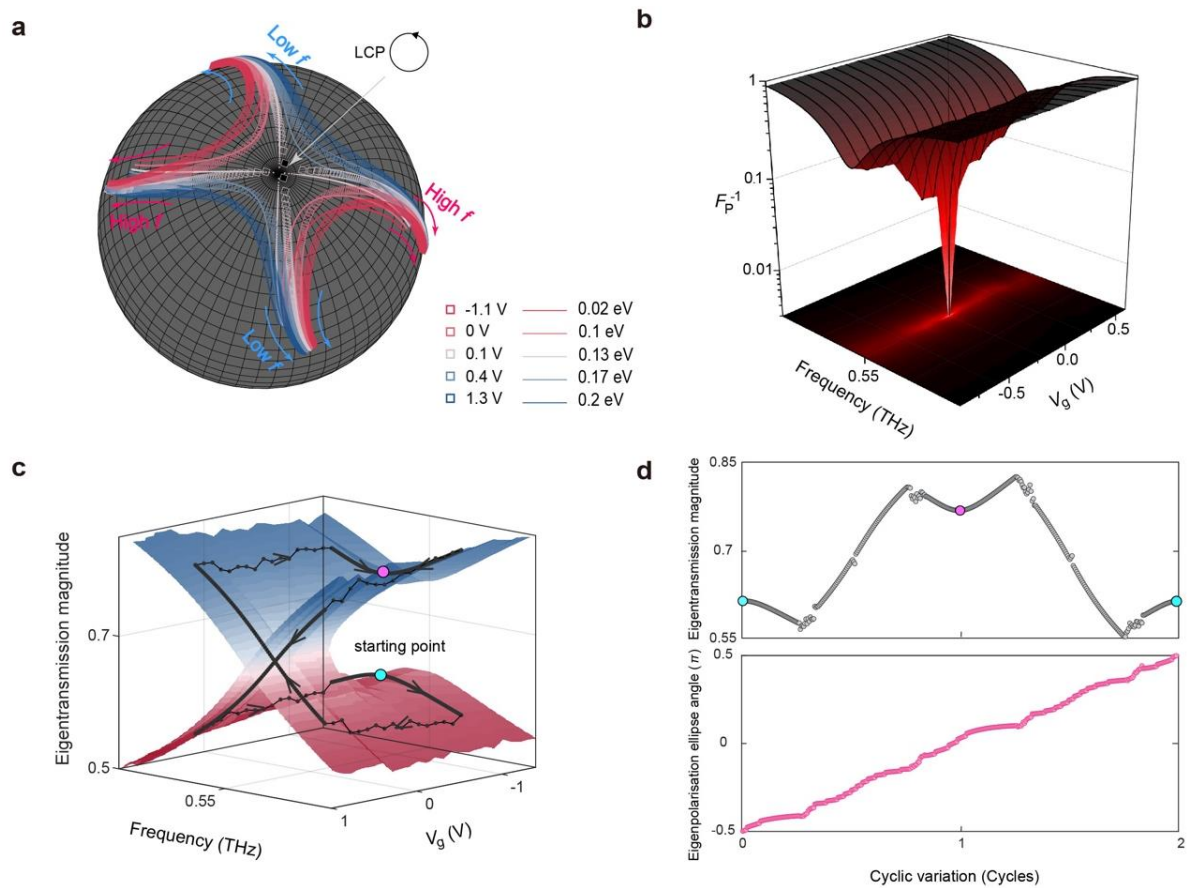 a
Low f
LCP
High f
High f
Low f
-1.1 V 0.02 eV
0 V 0.1 eV
0.1 V 0.13 eV
0.4 V 0.17 eV
1.3 V 0.2 eV
b
1
0.1
0.01
F_P^-1
0.55
Frequency (THz)
-0.5
0.0
0.5
V_g (V)
c
Eigentransmission magnitude
0.7
0.5
starting point
0.55
Frequency (THz)
1
0
-1
V_g (V)
d
Eigentransmission magnitude
0.85
0.7
0.55
Eigenpolarisation ellipse angle (π)
0.5
0
-0.5
0 1 2
Cyclic variation (Cycles)